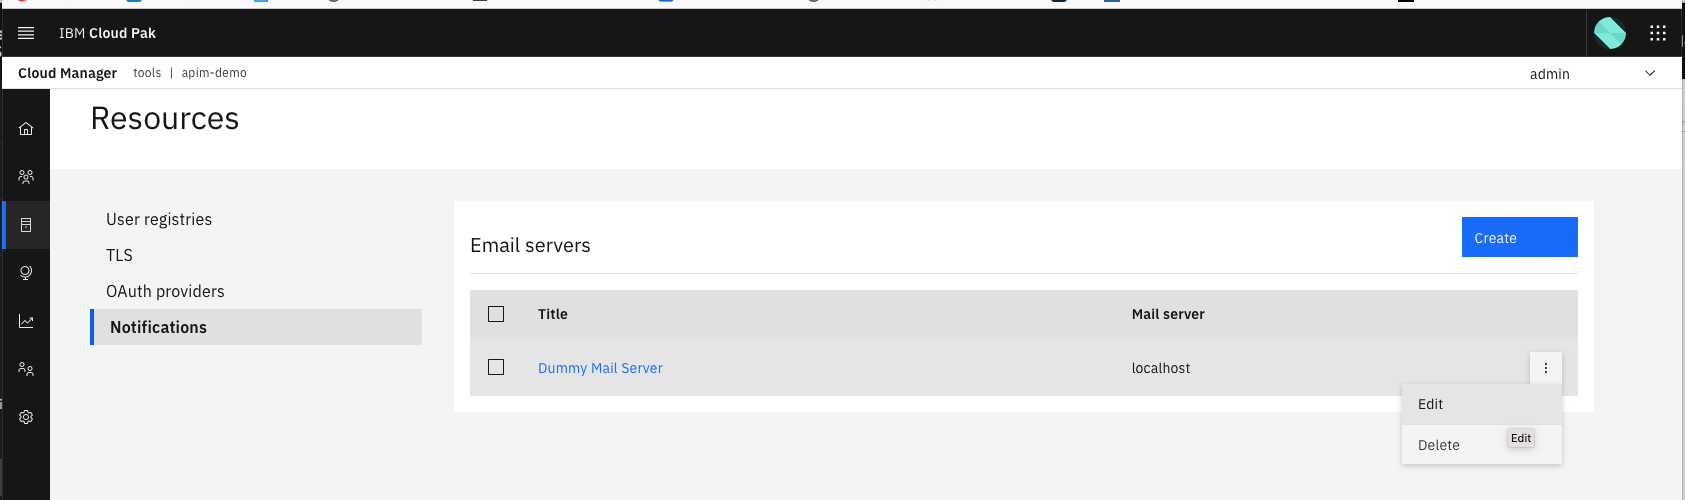 IBM Cloud Pak
Cloud Manager tools | apim-demo admin
Resources
User registries
TLS
OAuth providers
Notifications
Email servers
Create
Title Mail server
Dummy Mail Server localhost
Edit
Edit
Delete